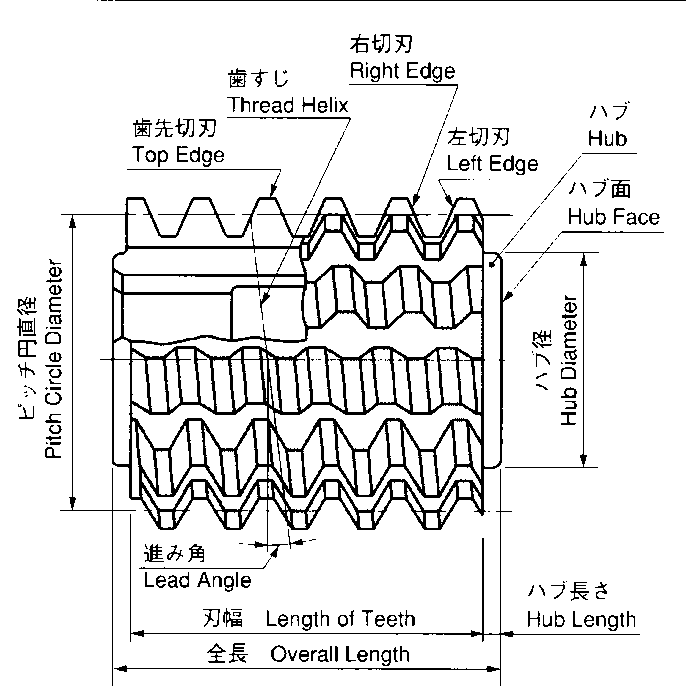 右切刃
Right Edge
歯すじ
Thread Helix
歯先切刃
Top Edge
左切刃
Left Edge
ハブ
Hub
ハブ面
Hub Face
ピッチ円直径
Pitch Circle Diameter
ハブ径
Hub Diameter
進み角
Lead Angle
ハブ長さ
Hub Length
刃幅 Length of Teeth
全長 Overall Length